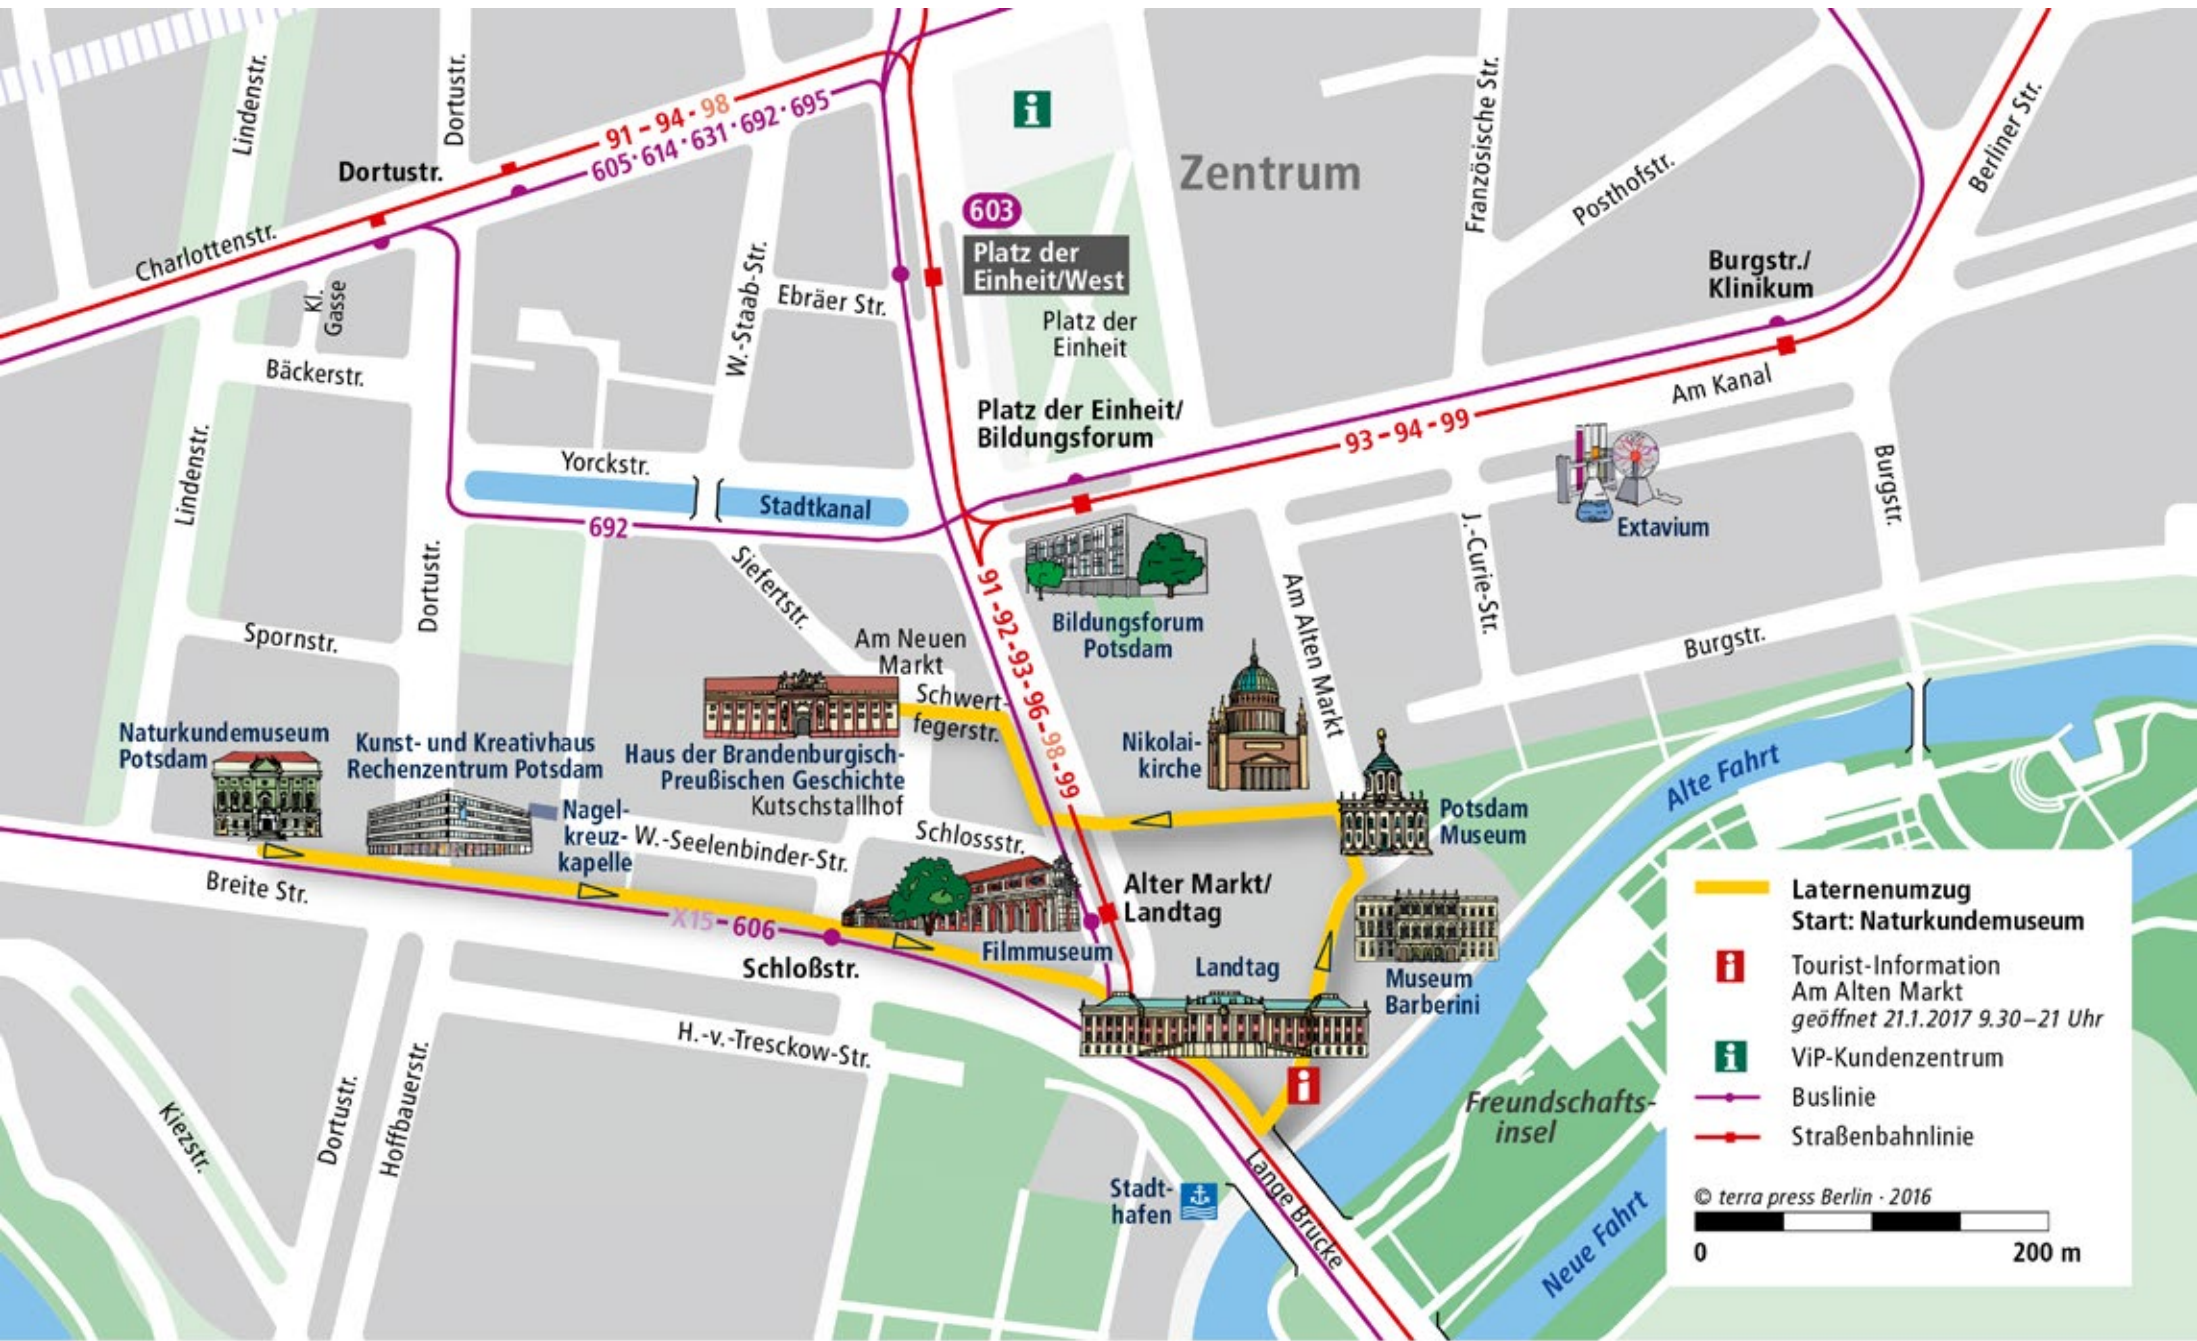 Lindenstr.
Dortustr.
91 - 94 - 98
605·614·631·692·695
Dortustr.
Charlottenstr.
Kl.
Gasse
Bäckerstr.
W.-Staab-Str.
Ebräer Str.
603
Platz der
Einheit/West
Platz der
Einheit
Zentrum
Französische Str.
Posthofstr.
Berliner Str.
Burgstr./
Klinikum
Platz der Einheit/
Bildungsforum
93 - 94 - 99
Am Kanal
Lindenstr.
Yorckstr.
Stadtkanal
692
Extavium
Burgstr.
Dortustr.
Siefertstr.
91 - 92 - 93 - 96 - 98 - 99
Bildungsforum
Potsdam
Am Alten Markt
J.-Curie-Str.
Burgstr.
Spornstr.
Am Neuen
Markt
Schwert-
fegerstr.
Naturkundemuseum
Potsdam
Kunst- und Kreativhaus
Rechenzentrum Potsdam
Haus der Brandenburgisch-
Preußischen Geschichte
Kutschstallhof
Nikolai-
kirche
Potsdam
Museum
Alte Fahrt
Nagel-
kreuz-
kapelle
W.-Seelenbinder-Str.
Schlossstr.
Breite Str.
X15 - 606
Schloßstr.
Filmmuseum
Alter Markt/
Landtag
Landtag
Museum
Barberini
H.-v.-Tresckow-Str.
Kiezstr.
Dortustr.
Hoffbauerstr.
Stadt-
hafen
Lange Brücke
Freundschafts-
insel
Neue Fahrt
Laternenumzug
Start: Naturkundemuseum
Tourist-Information
Am Alten Markt
geöffnet 21.1.2017 9.30–21 Uhr
ViP-Kundenzentrum
Buslinie
Straßenbahnlinie
© terra press Berlin - 2016
0 200 m